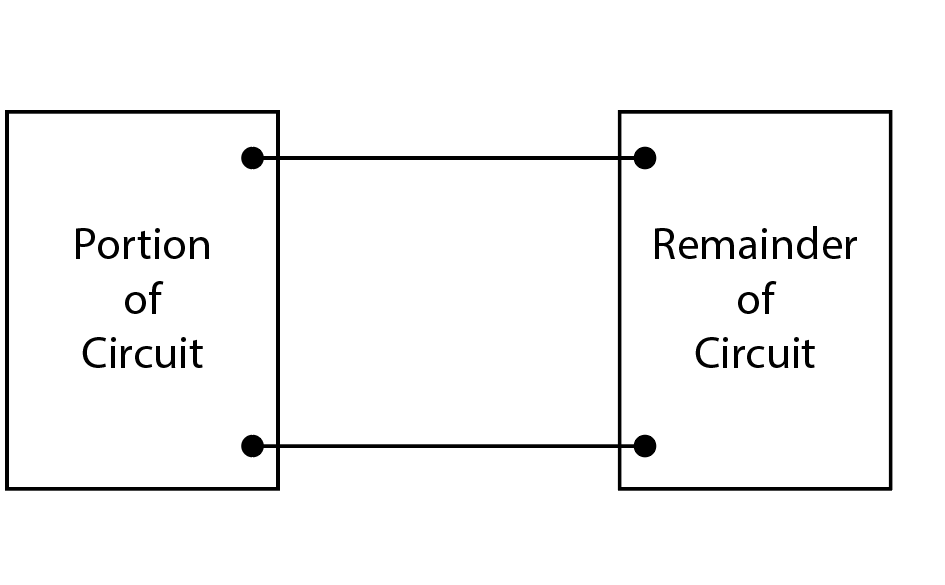 Portion
of
Circuit
Remainder
of
Circuit